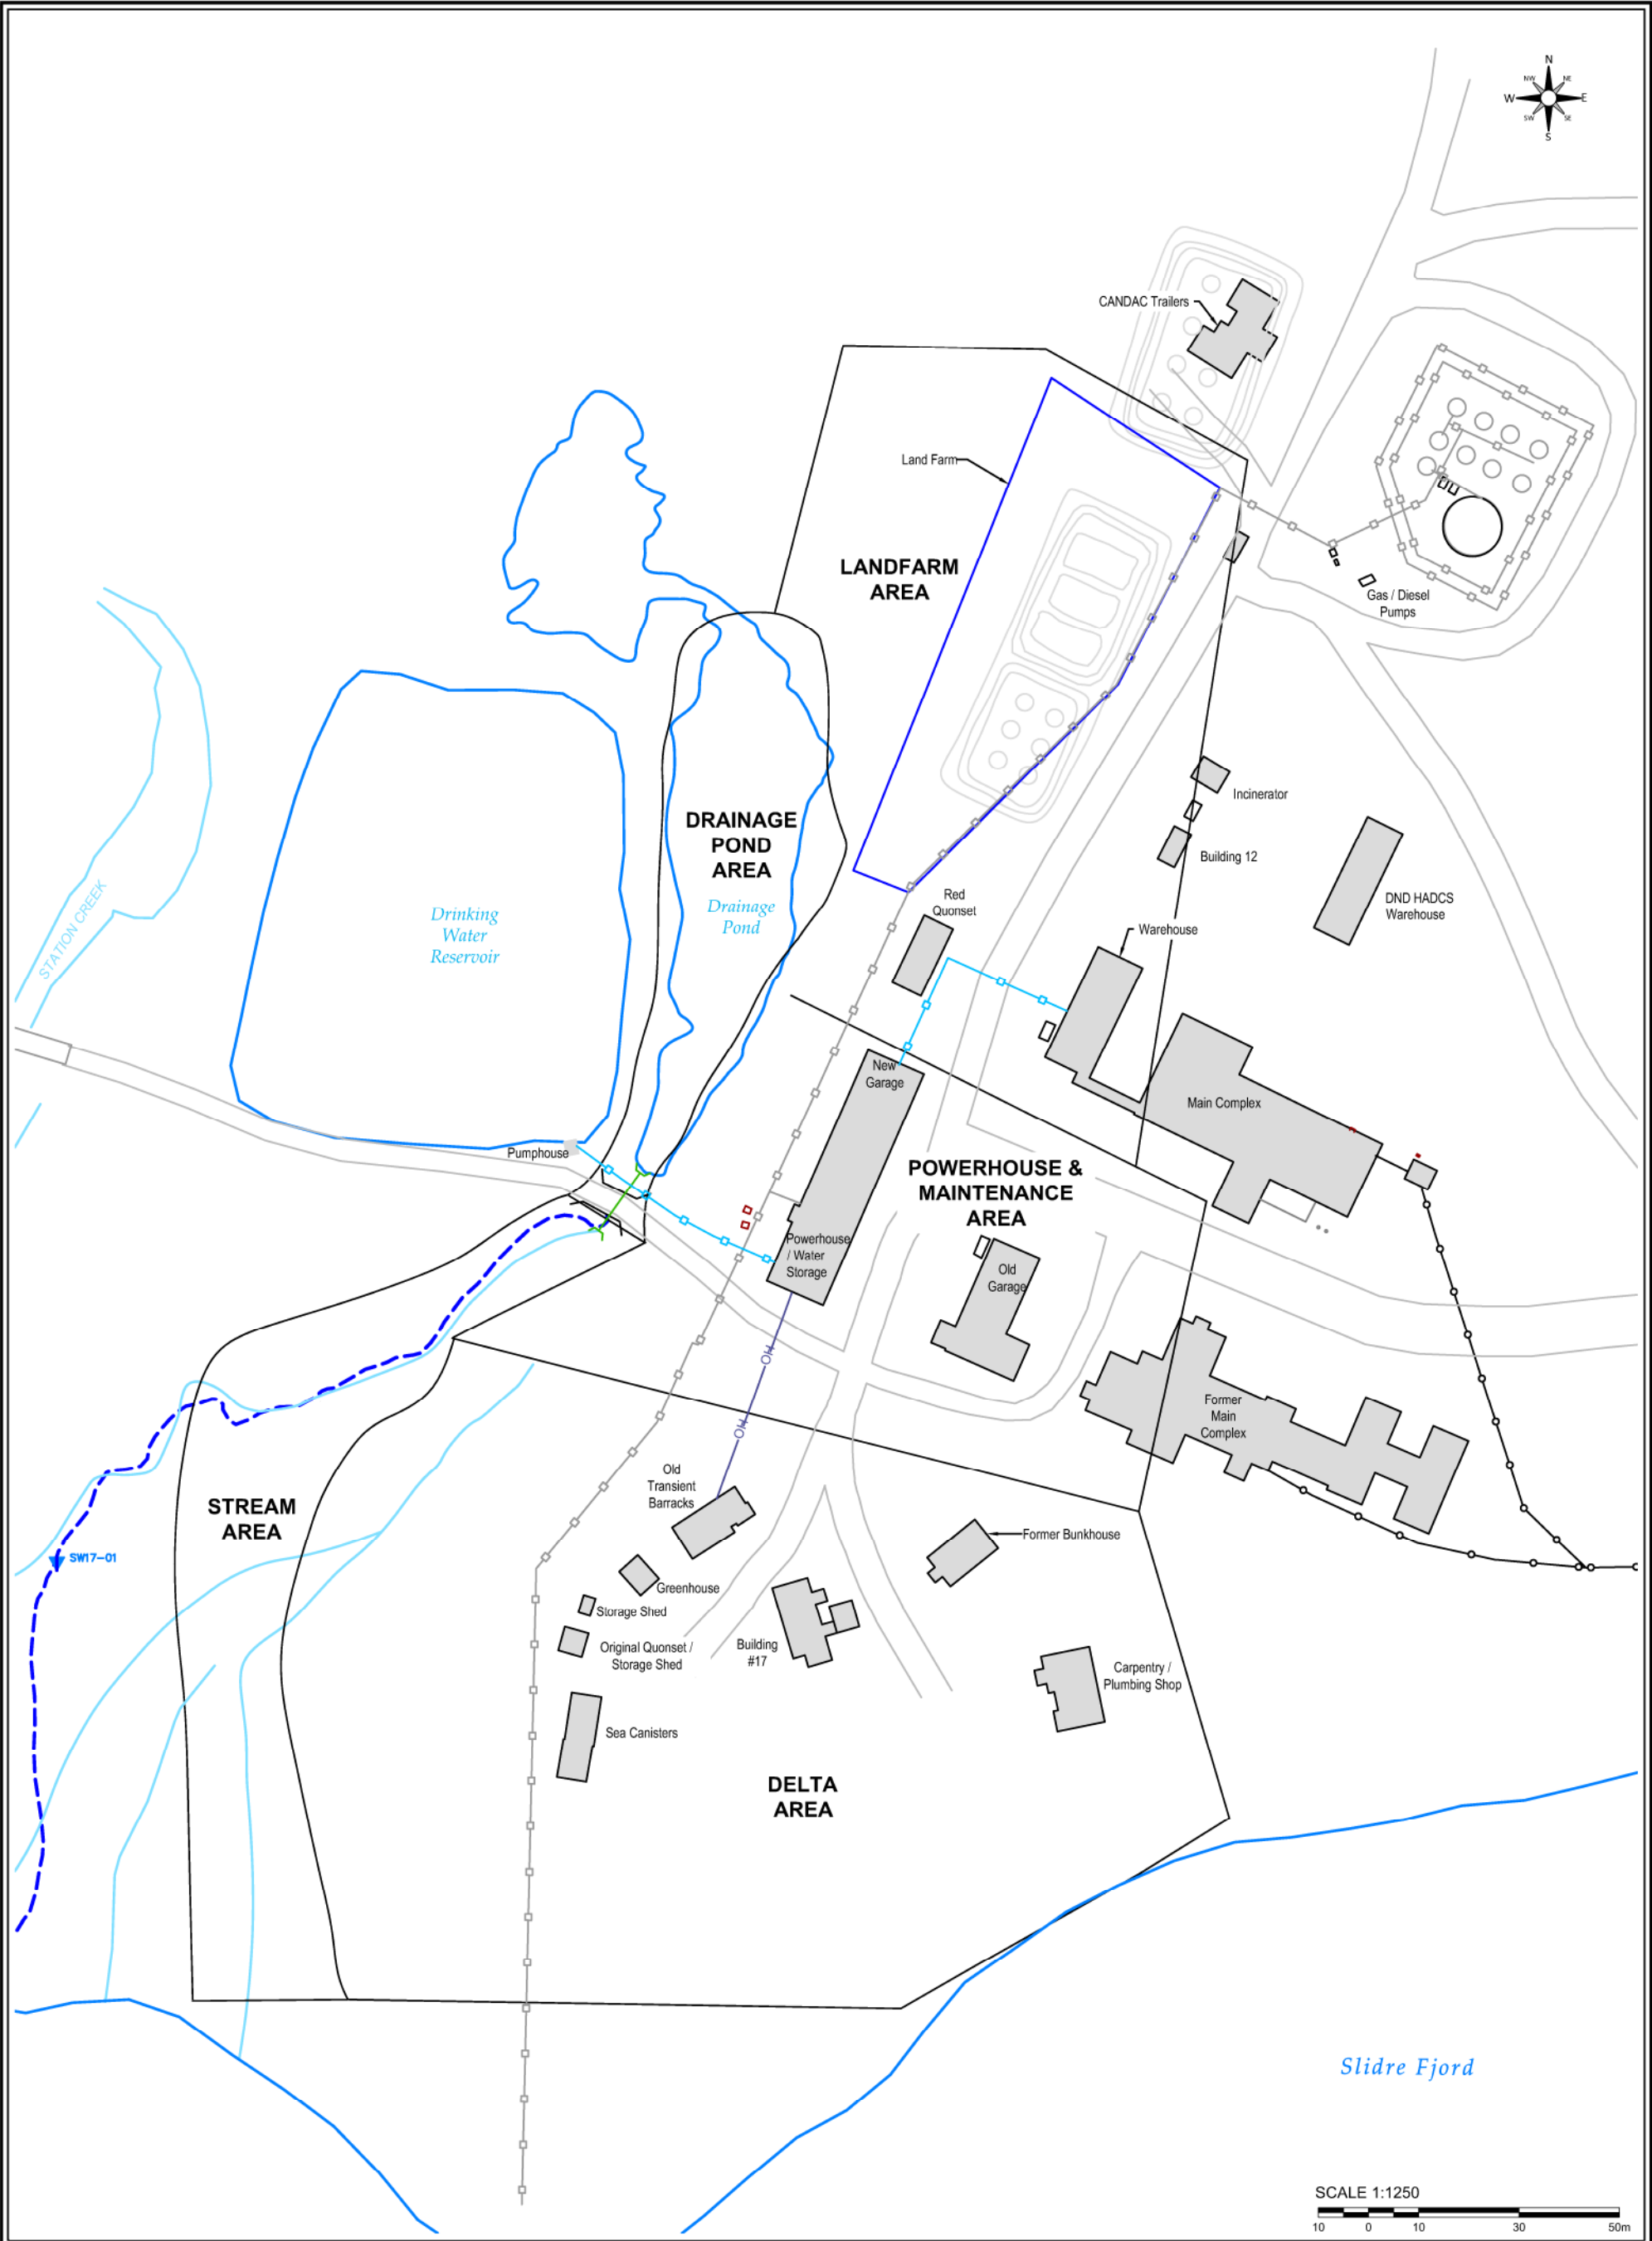 N
NW
NE
W
E
SW
SE
S
CANDAC Trailers
Land Farm
LANDFARM
AREA
Gas / Diesel
Pumps
Incinerator
Building 12
DND HADCS
Warehouse
DRAINAGE
POND
AREA
Drainage
Pond
Drinking
Water
Reservoir
STATION CREEK
Red
Quonset
Warehouse
New
Garage
Main Complex
Pumphouse
POWERHOUSE &
MAINTENANCE
AREA
Powerhouse
/ Water
Storage
Old
Garage
OH
OH
Former
Main
Complex
Old
Transient
Barracks
STREAM
AREA
SW17-01
Former Bunkhouse
Greenhouse
Storage Shed
Original Quonset /
Storage Shed
Building
#17
Carpentry /
Plumbing Shop
Sea Canisters
DELTA
AREA
Slidre Fjord
SCALE 1:1250
10 0 10 30 50m